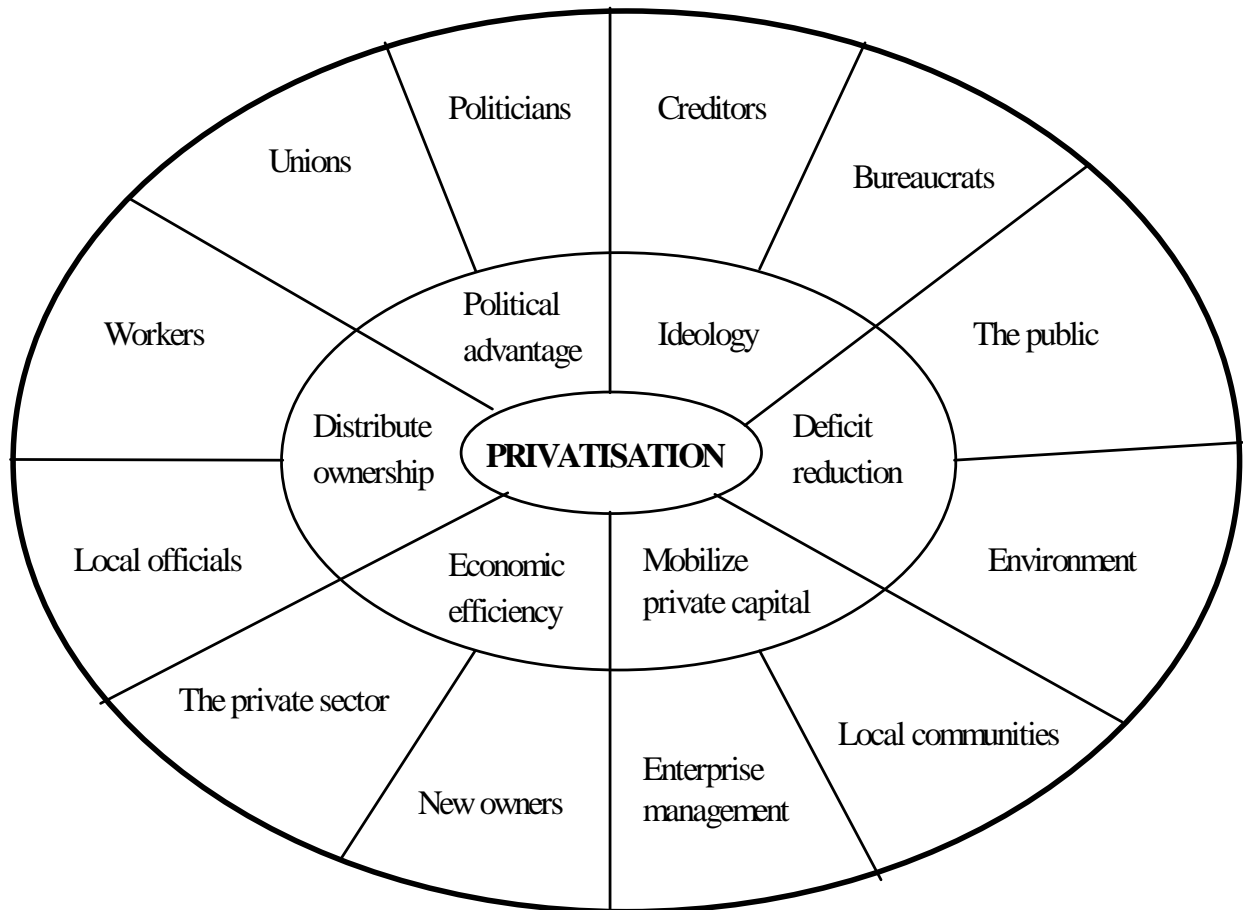 Politicians
Creditors
Unions
Bureaucrats
Political
advantage
Ideology
Workers
The public
Distribute
ownership
PRIVATISATION
Deficit
reduction
Local officials
Economic
efficiency
Mobilize
private capital
Environment
The private sector
New owners
Enterprise
management
Local communities